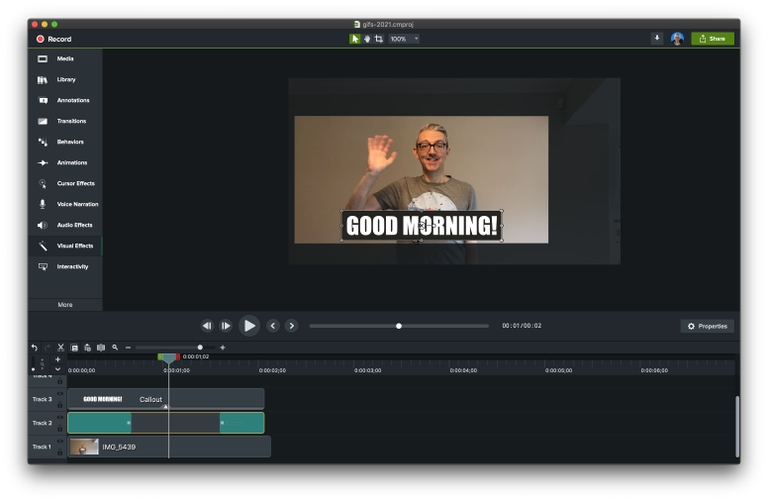 gifs-2021.cmproj
Record
100%
Share
Media
Library
Annotations
Transitions
Behaviors
Animations
Cursor Effects
Voice Narration
Audio Effects
Visual Effects
Interactivity
More
GOOD MORNING!
00:01/00:02
Properties
0:00:01;02
0:00:00;00
0:00:01;00
0:00:02;00
0:00:03;00
0:00:04;00
0:00:05;00
0:00:06;00
Track 4
Track 3
GOOD MORNING!
Callout
Track 2
Track 1
IMG_5439